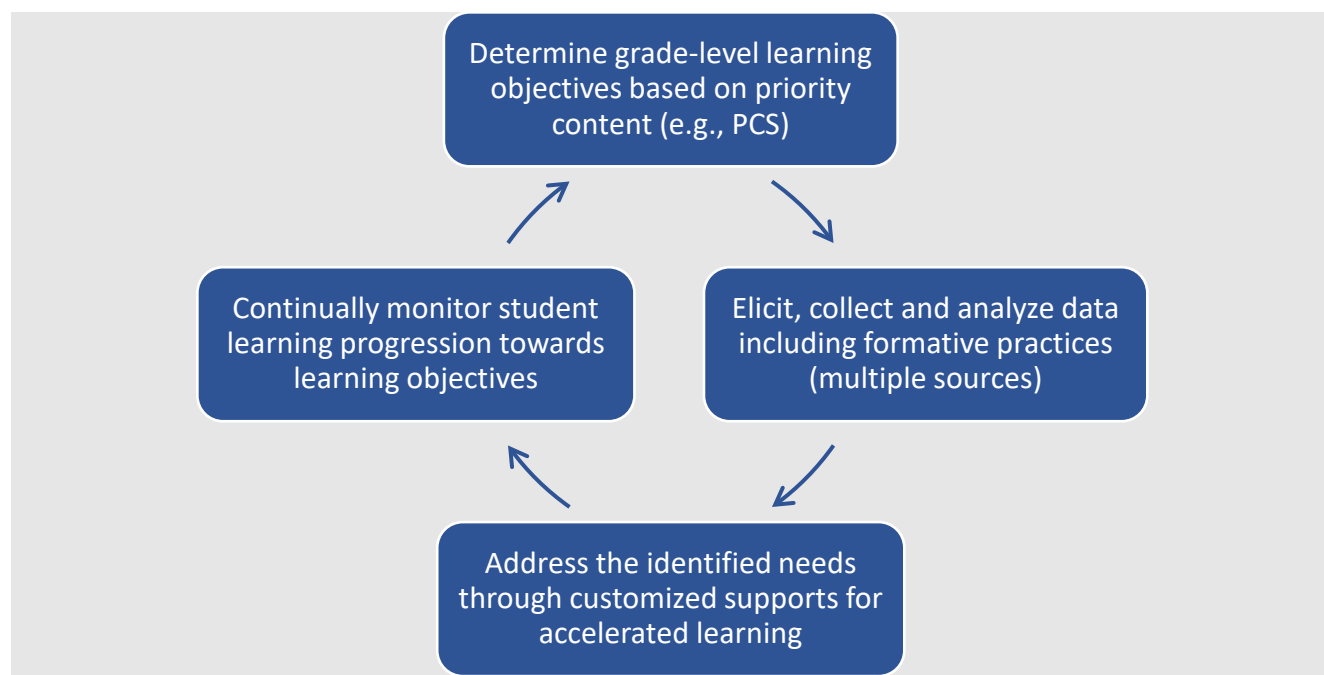 Determine grade-level learning
objectives based on priority
content (e.g., PCS)
Elicit, collect and analyze data
including formative practices
(multiple sources)
Address the identified needs
through customized supports for
accelerated learning
Continually monitor student
learning progression towards
learning objectives